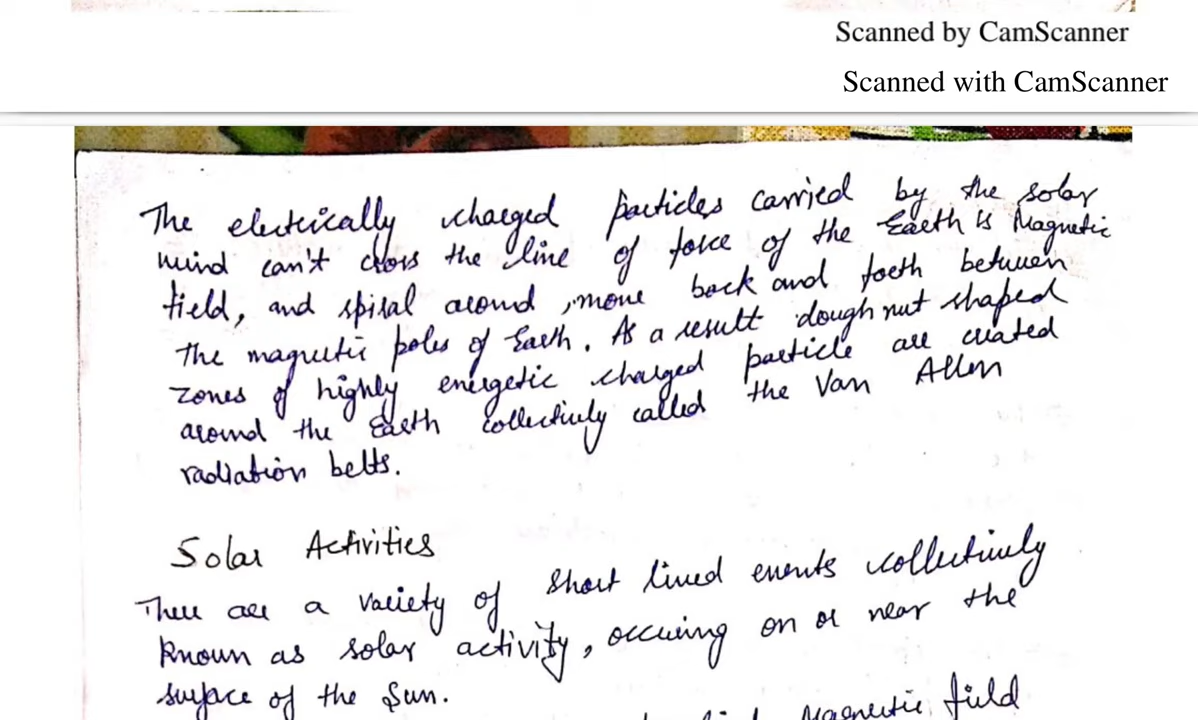 Scanned by CamScanner
Scanned with CamScanner
The electrically charged particles carried by the solar
wind can't cross the line of force of the Earth is Magnetic
field, and spiral around, move back and forth between
the magnetic poles of Earth. As a result doughnut shaped
zones of highly energetic charged particle are created
around the Earth collectively called the Van Allen
radiation belts.
Solar Activities
There are a variety of short lived events collectively
known as solar activity, occuring on or near the
surface of the Sun.
Magnetic field